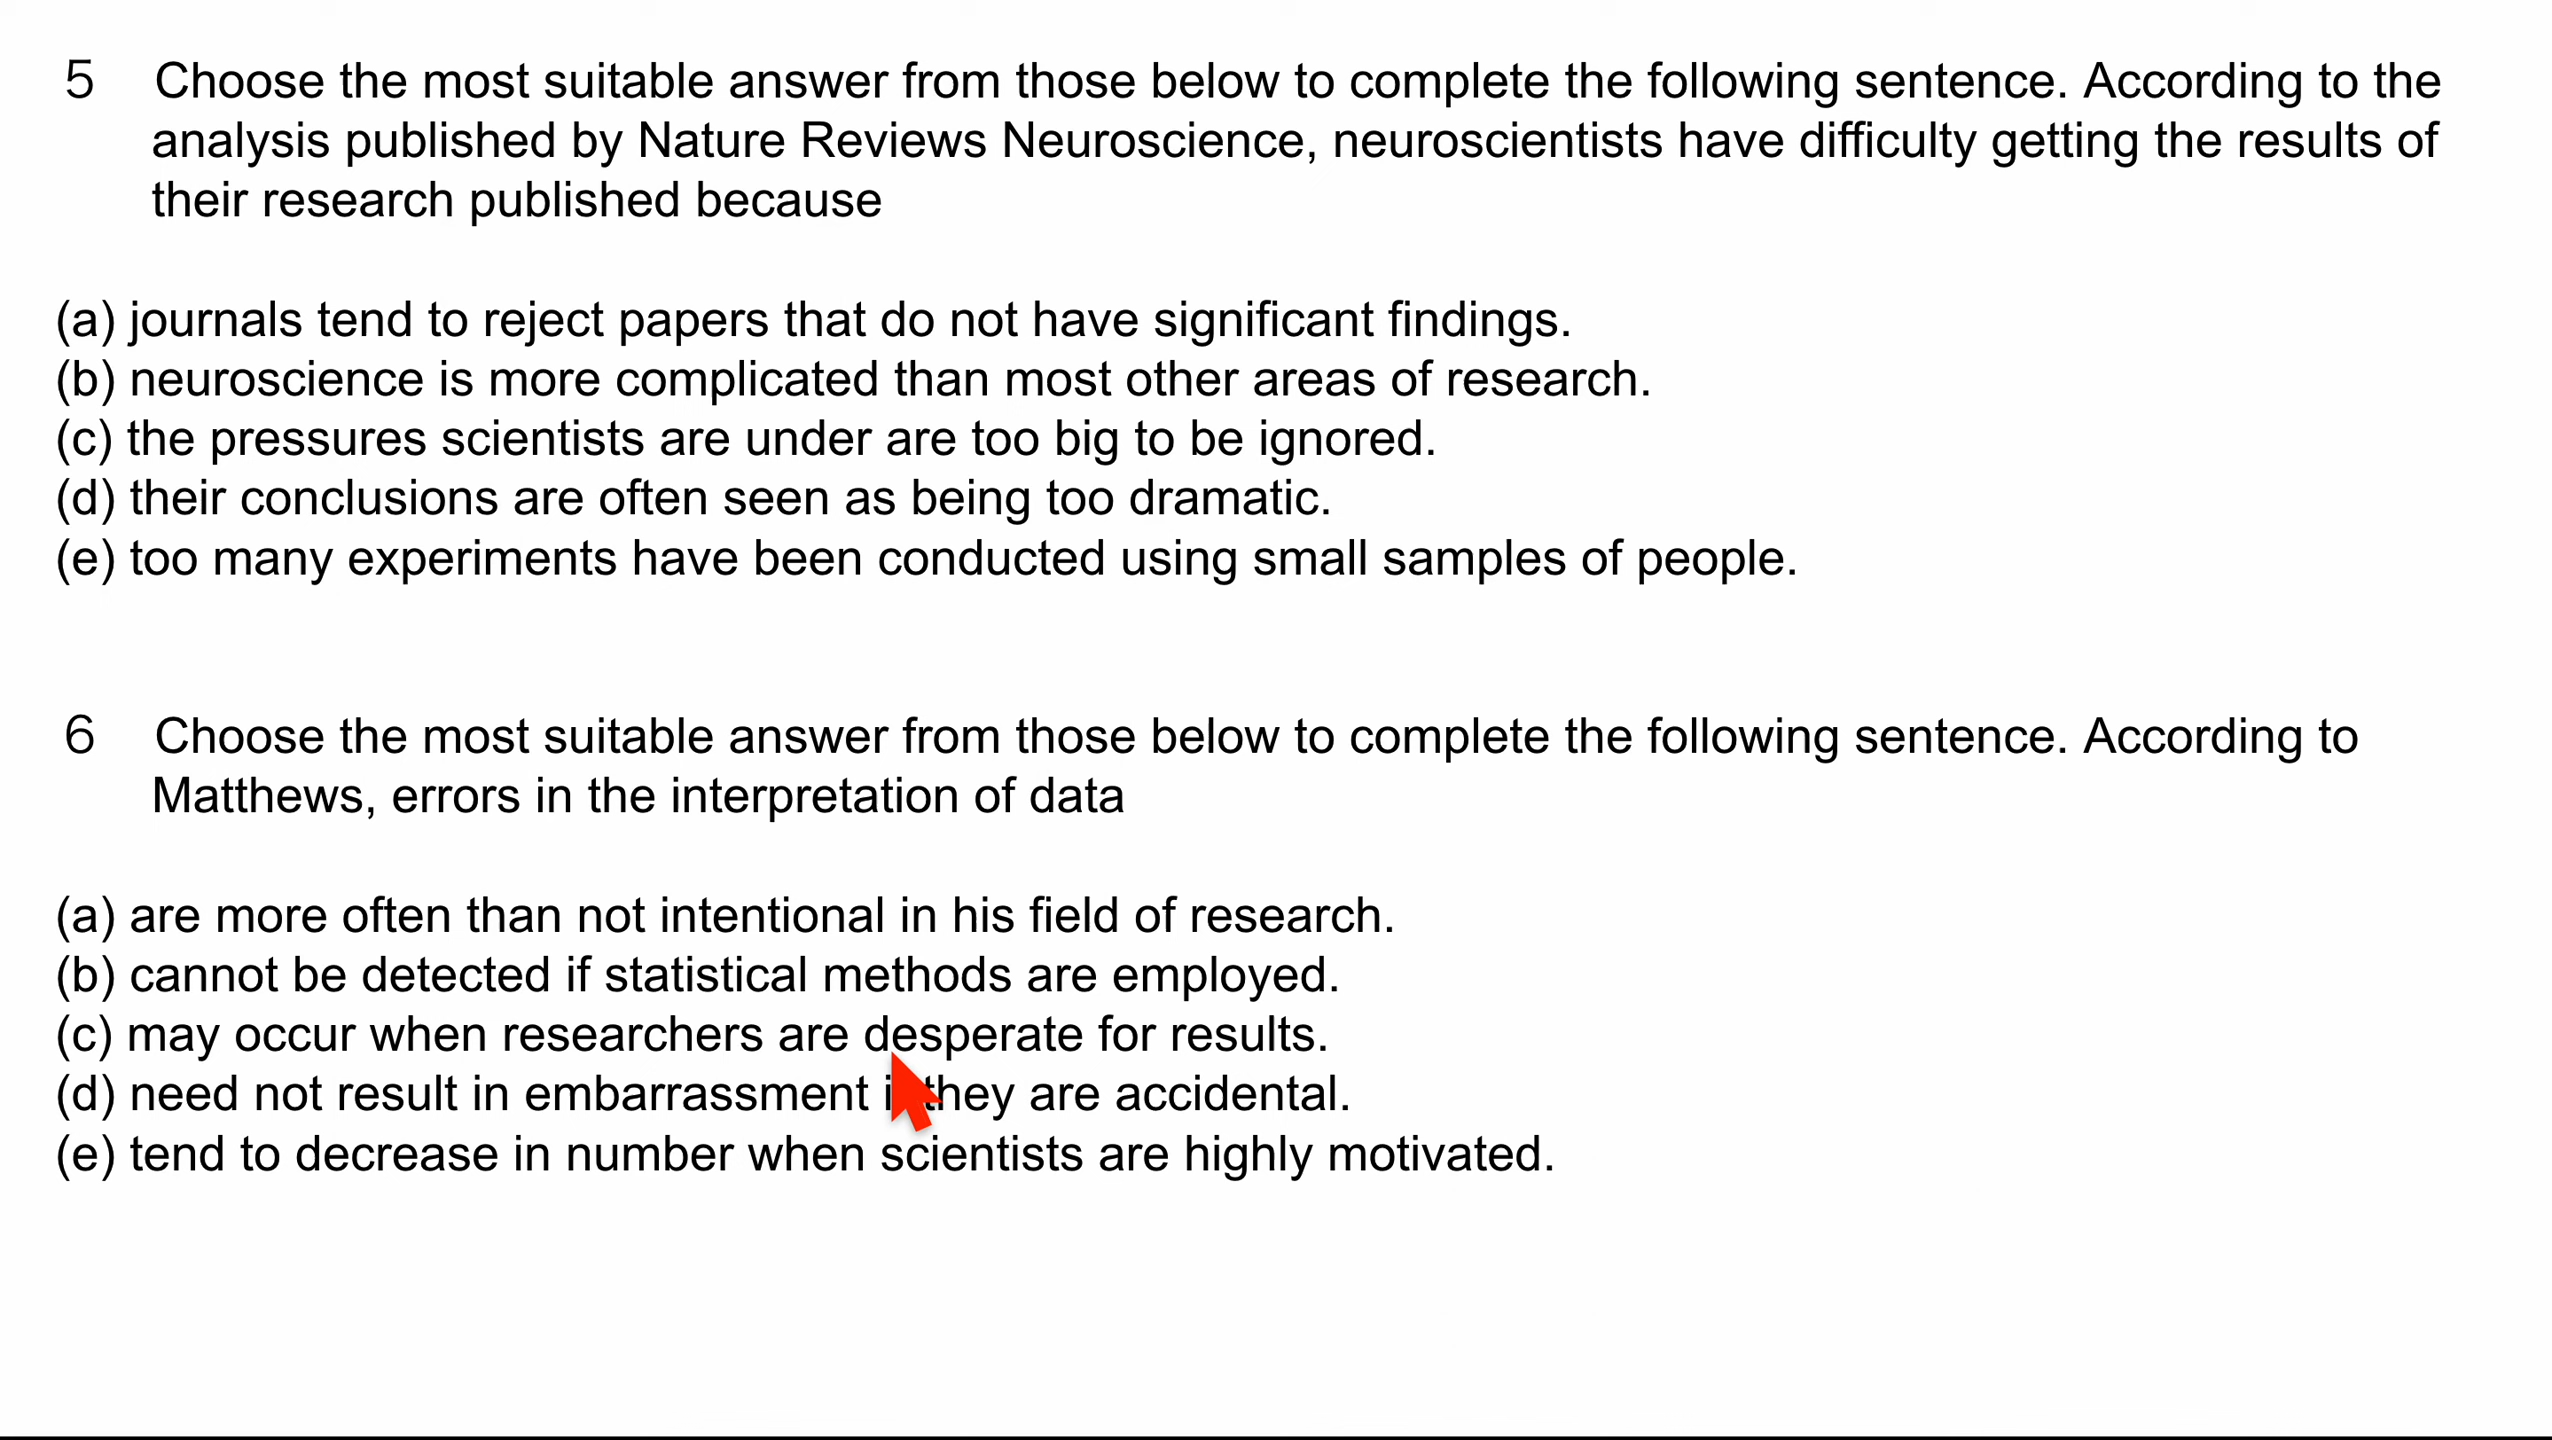 5 Choose the most suitable answer from those below to complete the following sentence. According to the
analysis published by Nature Reviews Neuroscience, neuroscientists have difficulty getting the results of
their research published because
(a) journals tend to reject papers that do not have significant findings.
(b) neuroscience is more complicated than most other areas of research.
(c) the pressures scientists are under are too big to be ignored.
(d) their conclusions are often seen as being too dramatic.
(e) too many experiments have been conducted using small samples of people.
6 Choose the most suitable answer from those below to complete the following sentence. According to
Matthews, errors in the interpretation of data
(a) are more often than not intentional in his field of research.
(b) cannot be detected if statistical methods are employed.
(c) may occur when researchers are desperate for results.
(d) need not result in embarrassment they are accidental.
(e) tend to decrease in number when scientists are highly motivated.